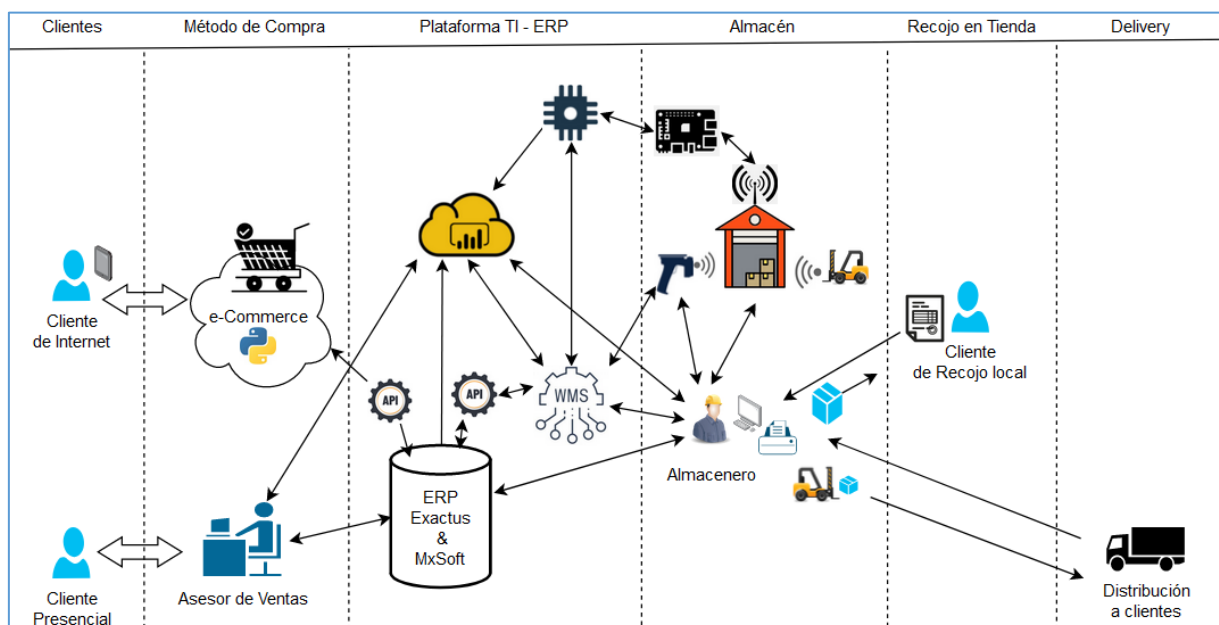 Clientes
Método de Compra
Plataforma TI - ERP
Almacén
Recojo en Tienda
Delivery
e-Commerce
Cliente
de Internet
API
API
WMS
Cliente
de Recojo local
Almacenero
ERP
Exactus
&
MxSoft
Asesor de Ventas
Cliente
Presencial
Distribución
a clientes